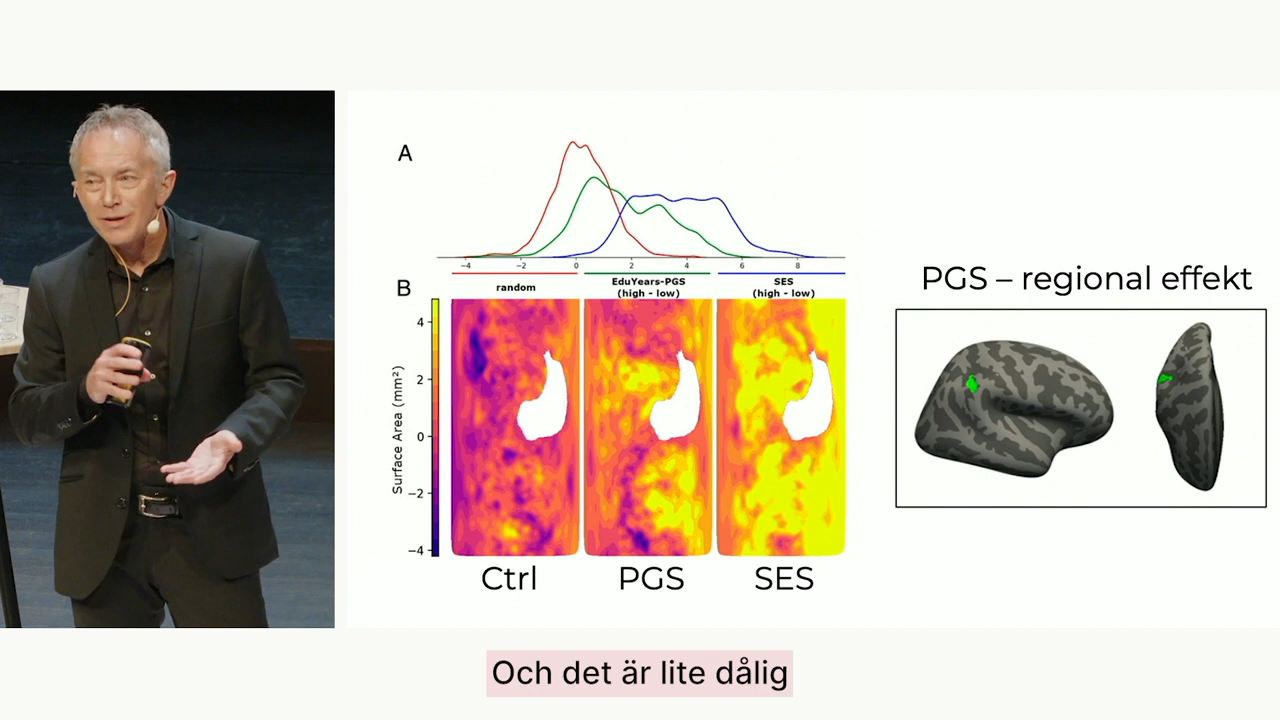 A
−4
−2
0
2
4
6
8
B
random
EduYears-PGS
(high - low)
SES
(high - low)
Surface Area (mm²)
4
2
0
−2
−4
Ctrl
PGS
SES
PGS – regional effekt
Och det är lite dålig